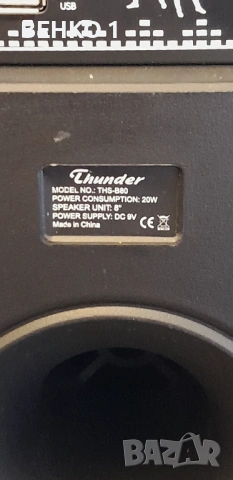 USB
БЕНКО-1
Thunder
MODEL NO.: THS-B80
POWER CONSUMPTION: 20W
SPEAKER UNIT: 8"
POWER SUPPLY: DC 9V
Made in China
CE
BAZAR